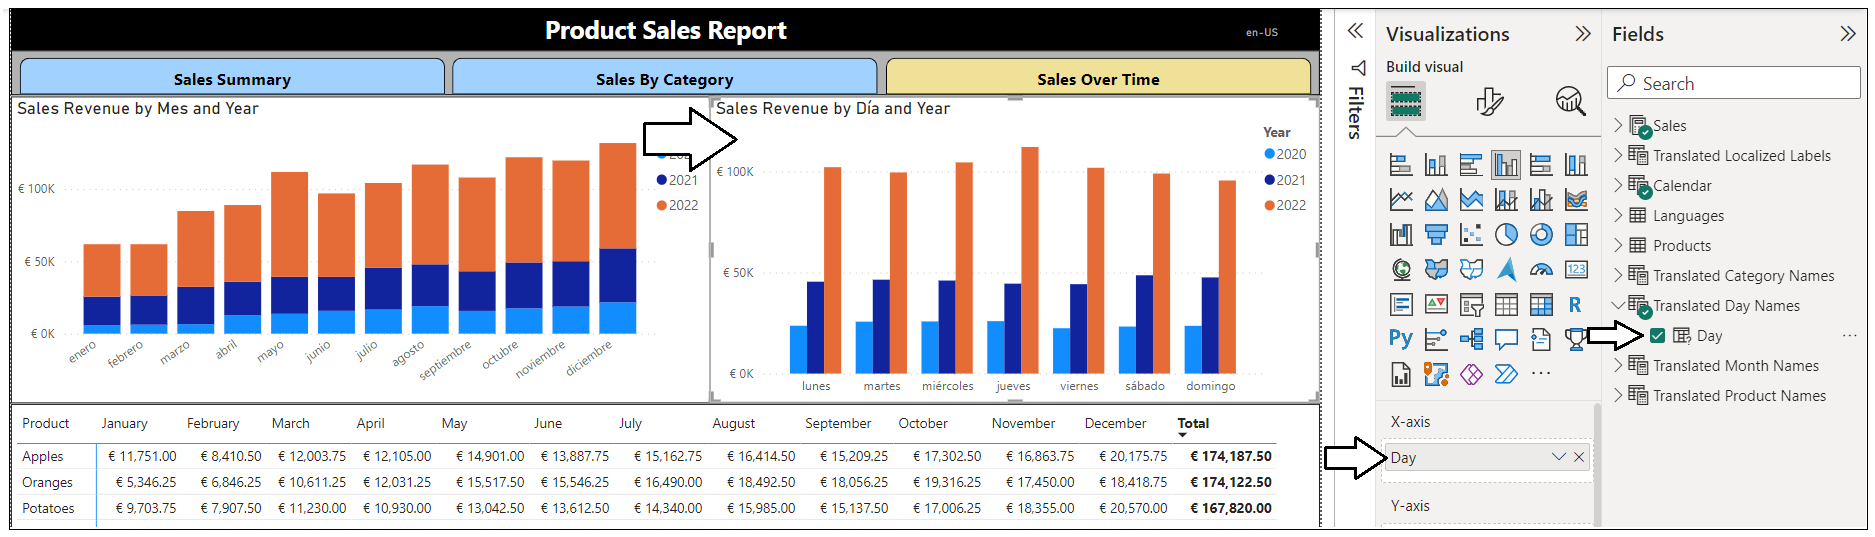 Product Sales Report
en-US
Sales Summary
Sales By Category
Sales Over Time
Sales Revenue by Mes and Year
€ 100K
€ 50K
€ 0K
enero
febrero
marzo
abril
mayo
junio
julio
agosto
septiembre
octubre
noviembre
diciembre
2021
2022
Sales Revenue by Día and Year
Year
2020
2021
2022
€ 100K
€ 50K
€ 0K
lunes
martes
miércoles
jueves
viernes
sábado
domingo
Product January February March April May June July August September October November December Total
Apples € 11,751.00 € 8,410.50 € 12,003.75 € 12,105.00 € 14,901.00 € 13,887.75 € 15,162.75 € 16,414.50 € 15,209.25 € 17,302.50 € 16,863.75 € 20,175.75 € 174,187.50
Oranges € 5,346.25 € 6,846.25 € 10,611.25 € 12,031.25 € 15,517.50 € 15,546.25 € 16,490.00 € 18,492.50 € 18,056.25 € 19,316.25 € 17,450.00 € 18,418.75 € 174,122.50
Potatoes € 9,703.75 € 7,907.50 € 11,230.00 € 10,930.00 € 13,042.50 € 13,612.50 € 14,340.00 € 15,985.00 € 15,137.50 € 17,006.25 € 18,355.00 € 20,570.00 € 167,820.00
Filters
Visualizations
Build visual
123
R
Py
X-axis
Day
Y-axis
Fields
Search
Sales
Translated Localized Labels
Calendar
Languages
Products
Translated Category Names
Translated Day Names
Day
Translated Month Names
Translated Product Names